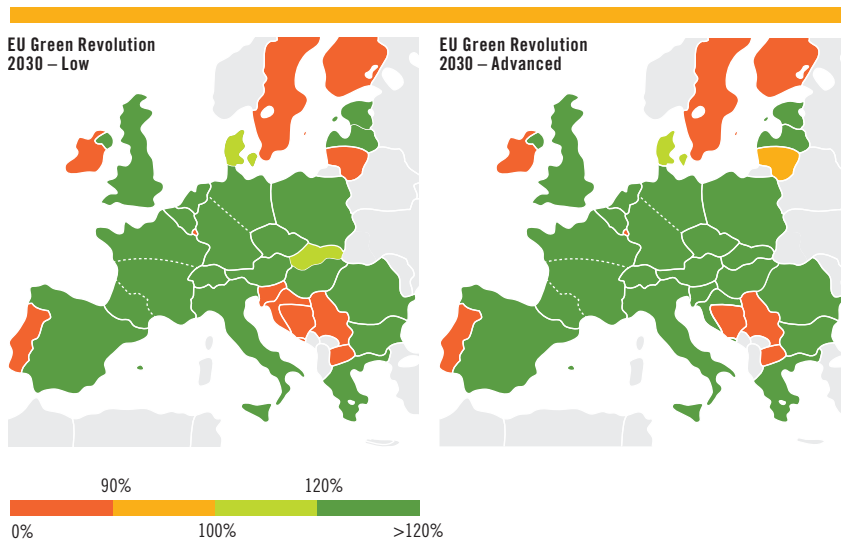 EU Green Revolution
2030 – Low
EU Green Revolution
2030 – Advanced
90%
120%
0%
100%
>120%